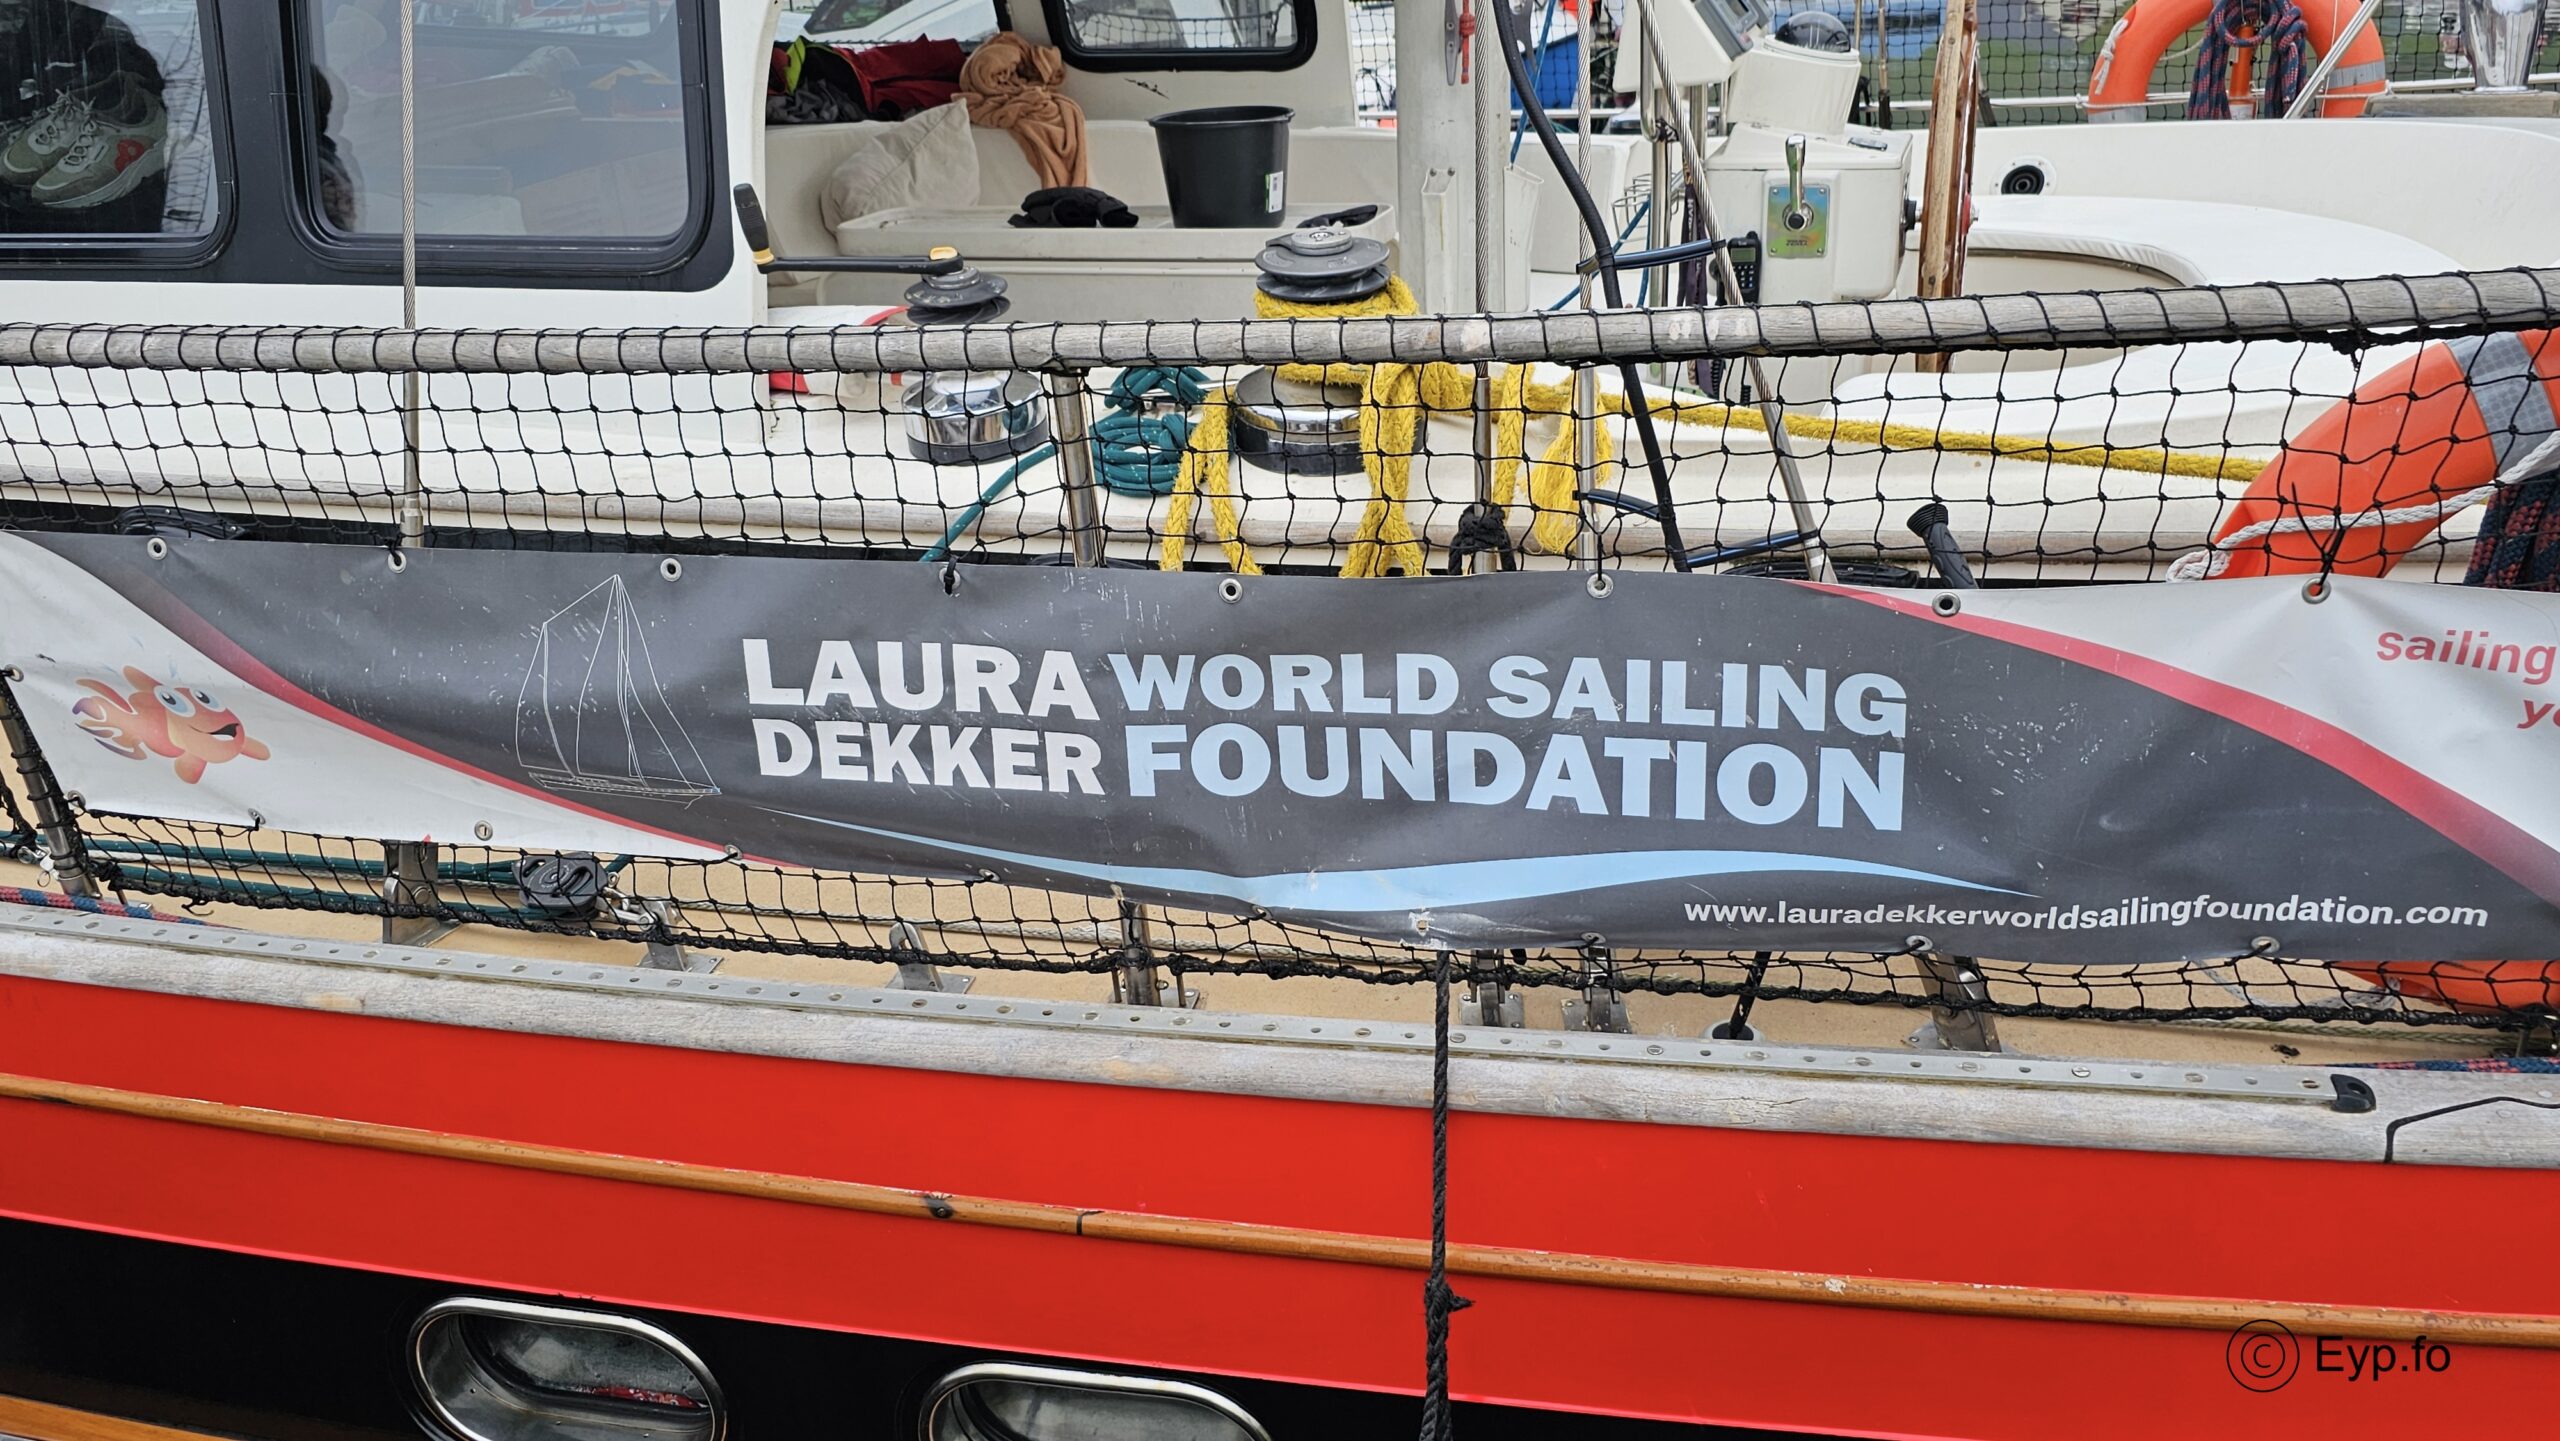 LAURA WORLD SAILING
DEKKER FOUNDATION
www.lauradekkerworldsailingfoundation.com
sailing
© Eyp.fo